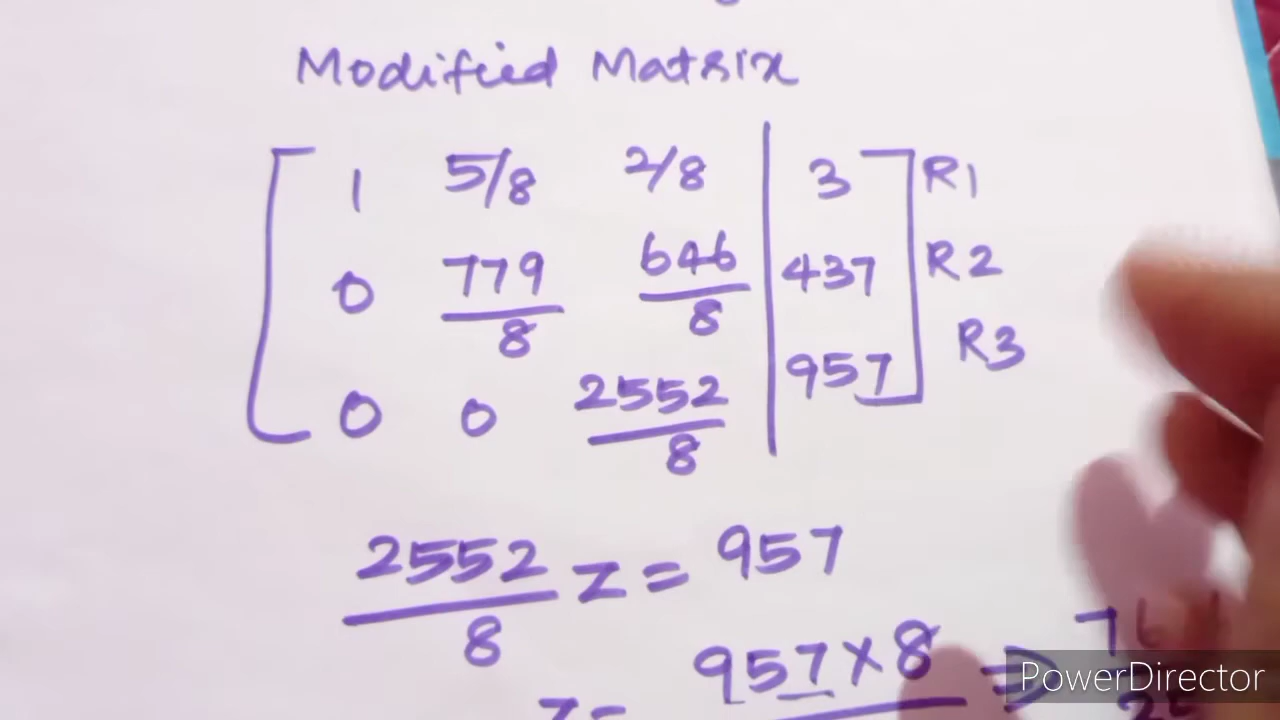 Modified Matrix
1 5/8 2/8 | 3 R1
0 779/8 646/8 | 437 R2
0 0 2552/8 | 957 R3
2552/8 z = 957
z = 957 × 8 ⇒
PowerDirector